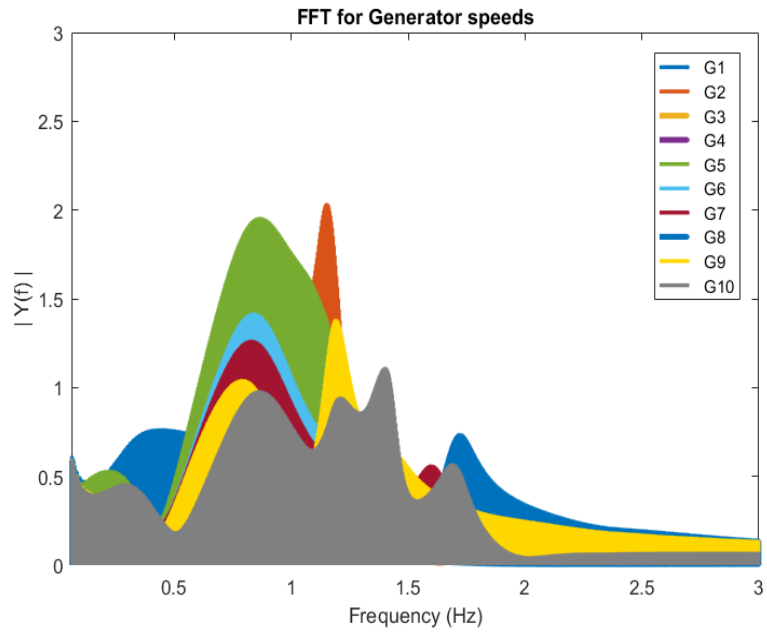 FFT for Generator speeds
3
2.5
2
1.5
1
0.5
0
| Y(f) |
G1
G2
G3
G4
G5
G6
G7
G8
G9
G10
0.5 1 1.5 2 2.5 3
Frequency (Hz)